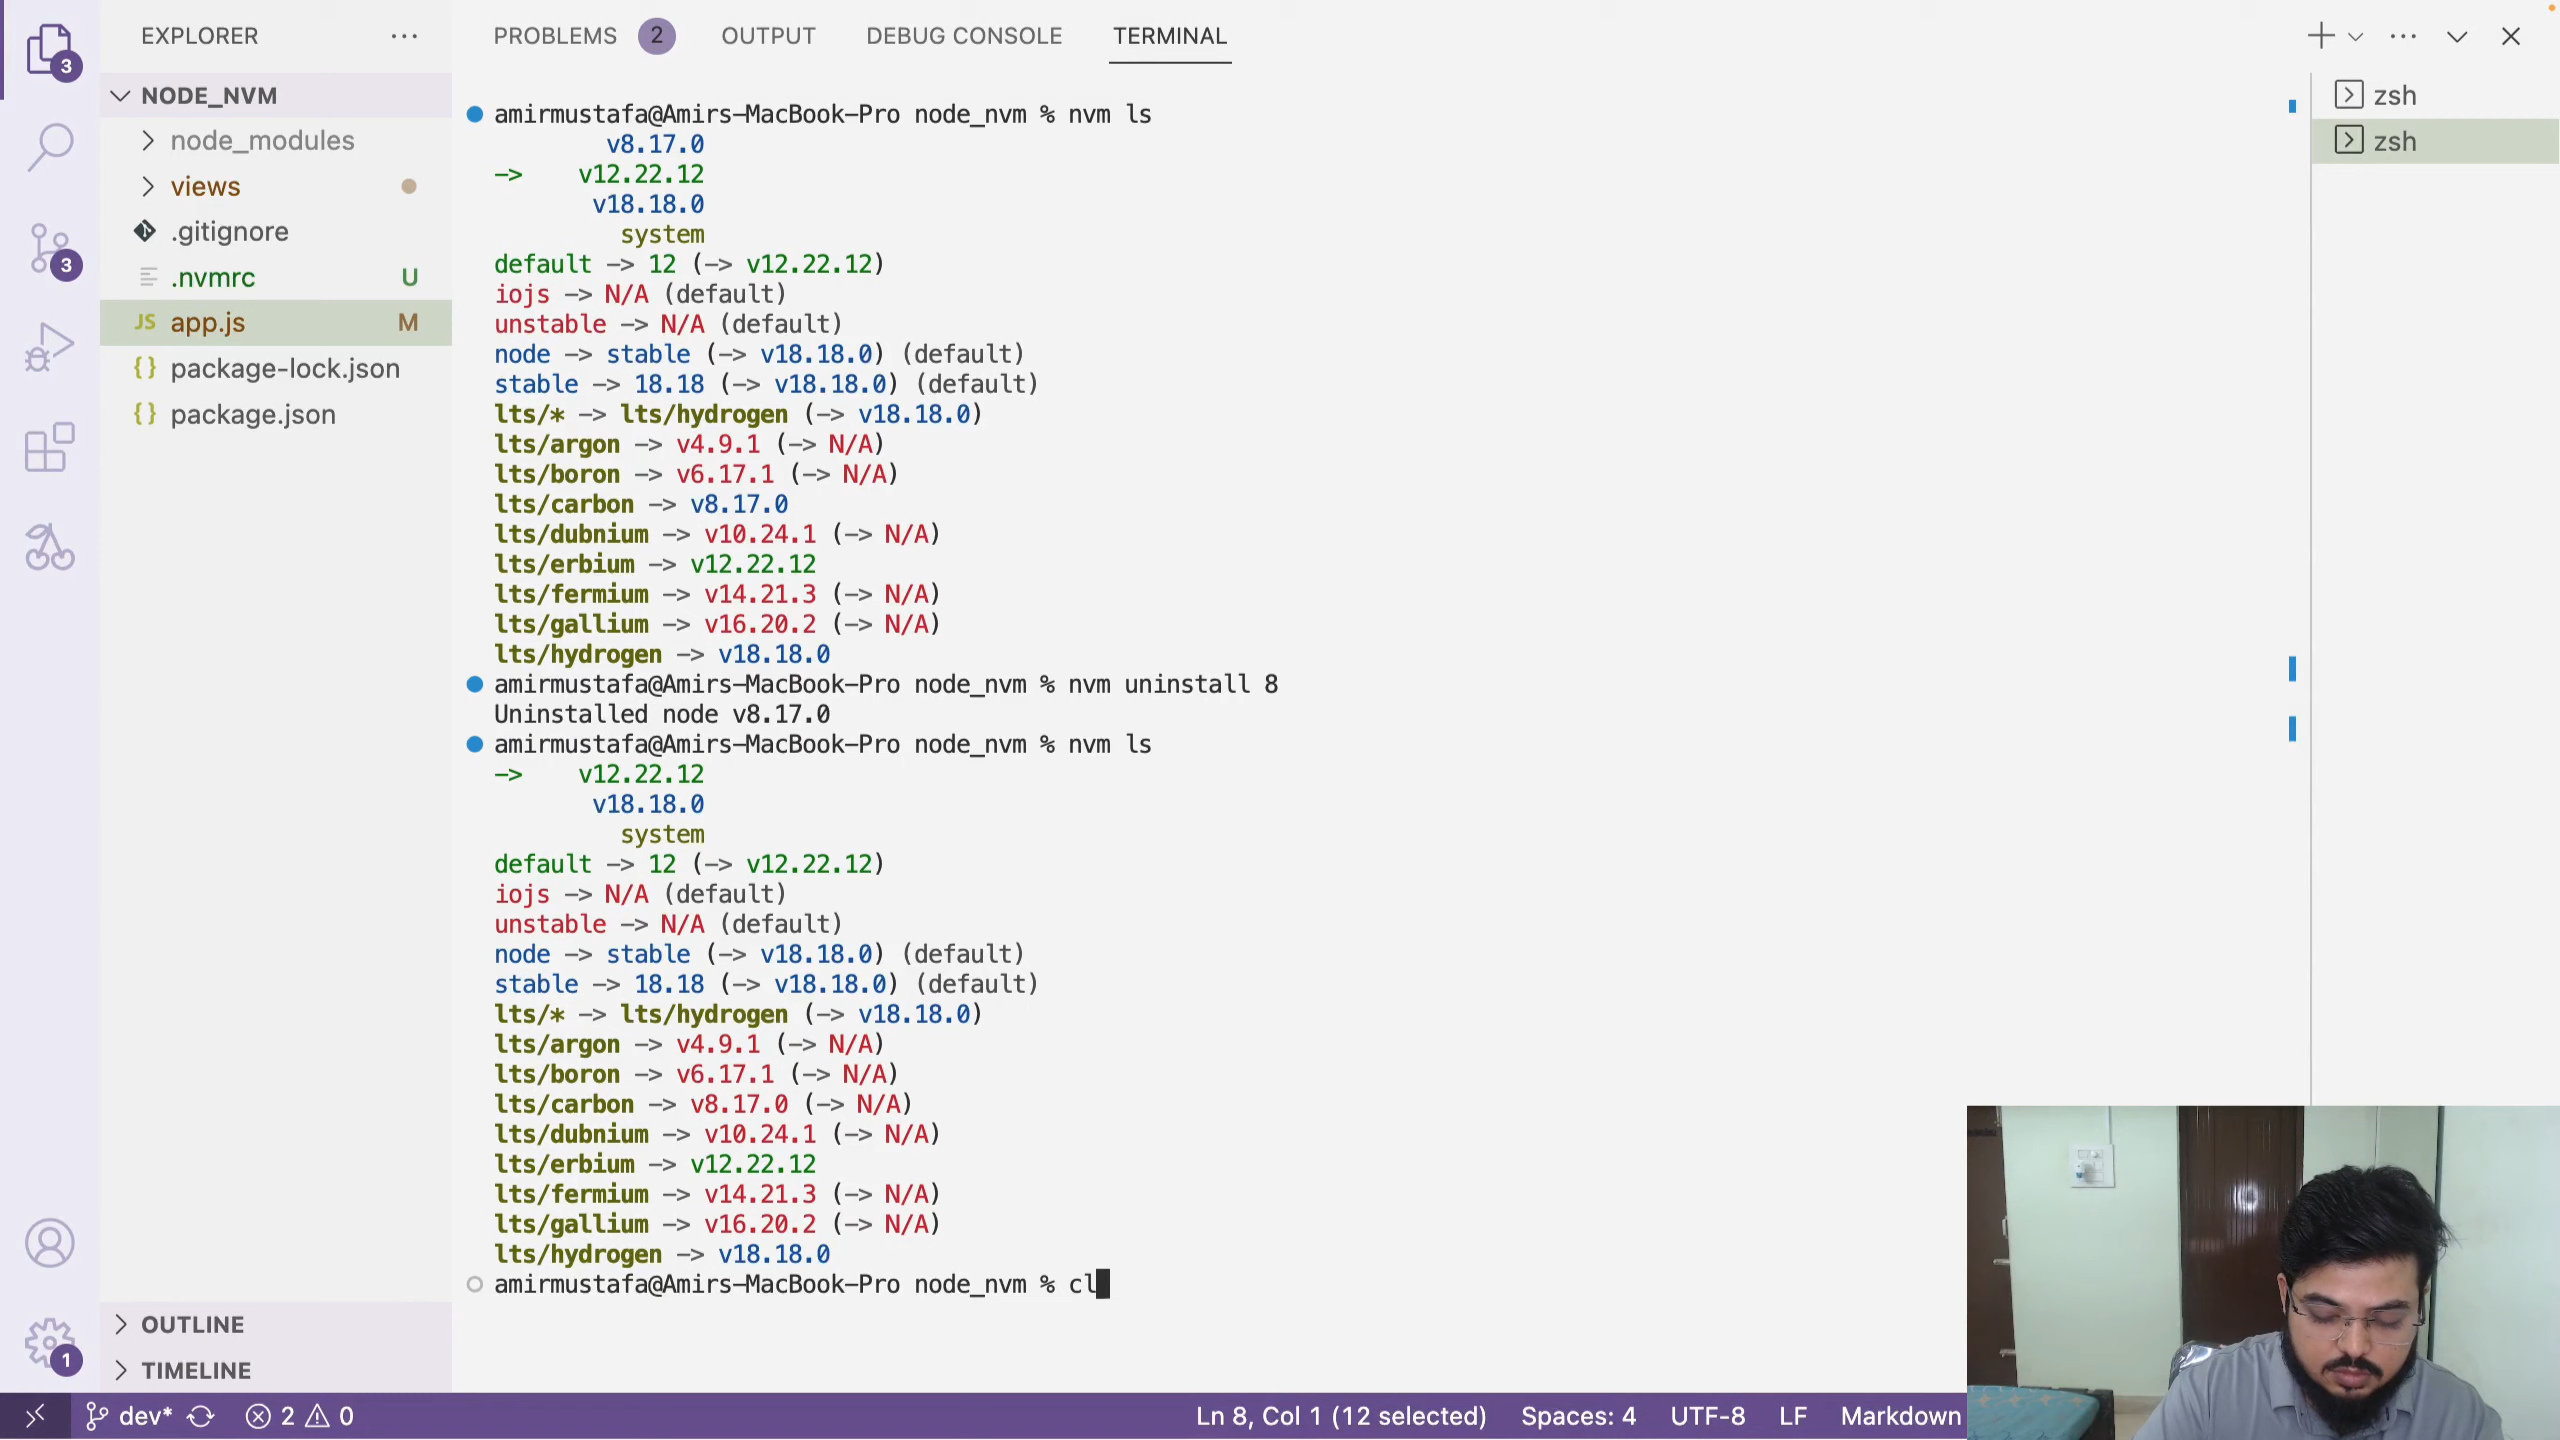 EXPLORER
NODE_NVM
node_modules
views
.gitignore
.nvmrc U
JS app.js M
{} package-lock.json
{} package.json
OUTLINE
TIMELINE
3
3
1
PROBLEMS 2 OUTPUT DEBUG CONSOLE TERMINAL
amirmustafa@Amirs-MacBook-Pro node_nvm % nvm ls
v8.17.0
-> v12.22.12
v18.18.0
system
default -> 12 (-> v12.22.12)
iojs -> N/A (default)
unstable -> N/A (default)
node -> stable (-> v18.18.0) (default)
stable -> 18.18 (-> v18.18.0) (default)
lts/* -> lts/hydrogen (-> v18.18.0)
lts/argon -> v4.9.1 (-> N/A)
lts/boron -> v6.17.1 (-> N/A)
lts/carbon -> v8.17.0
lts/dubnium -> v10.24.1 (-> N/A)
lts/erbium -> v12.22.12
lts/fermium -> v14.21.3 (-> N/A)
lts/gallium -> v16.20.2 (-> N/A)
lts/hydrogen -> v18.18.0
amirmustafa@Amirs-MacBook-Pro node_nvm % nvm uninstall 8
Uninstalled node v8.17.0
amirmustafa@Amirs-MacBook-Pro node_nvm % nvm ls
-> v12.22.12
v18.18.0
system
default -> 12 (-> v12.22.12)
iojs -> N/A (default)
unstable -> N/A (default)
node -> stable (-> v18.18.0) (default)
stable -> 18.18 (-> v18.18.0) (default)
lts/* -> lts/hydrogen (-> v18.18.0)
lts/argon -> v4.9.1 (-> N/A)
lts/boron -> v6.17.1 (-> N/A)
lts/carbon -> v8.17.0 (-> N/A)
lts/dubnium -> v10.24.1 (-> N/A)
lts/erbium -> v12.22.12
lts/fermium -> v14.21.3 (-> N/A)
lts/gallium -> v16.20.2 (-> N/A)
lts/hydrogen -> v18.18.0
amirmustafa@Amirs-MacBook-Pro node_nvm % cl
zsh
zsh
dev* 2 0 Ln 8, Col 1 (12 selected) Spaces: 4 UTF-8 LF Markdown